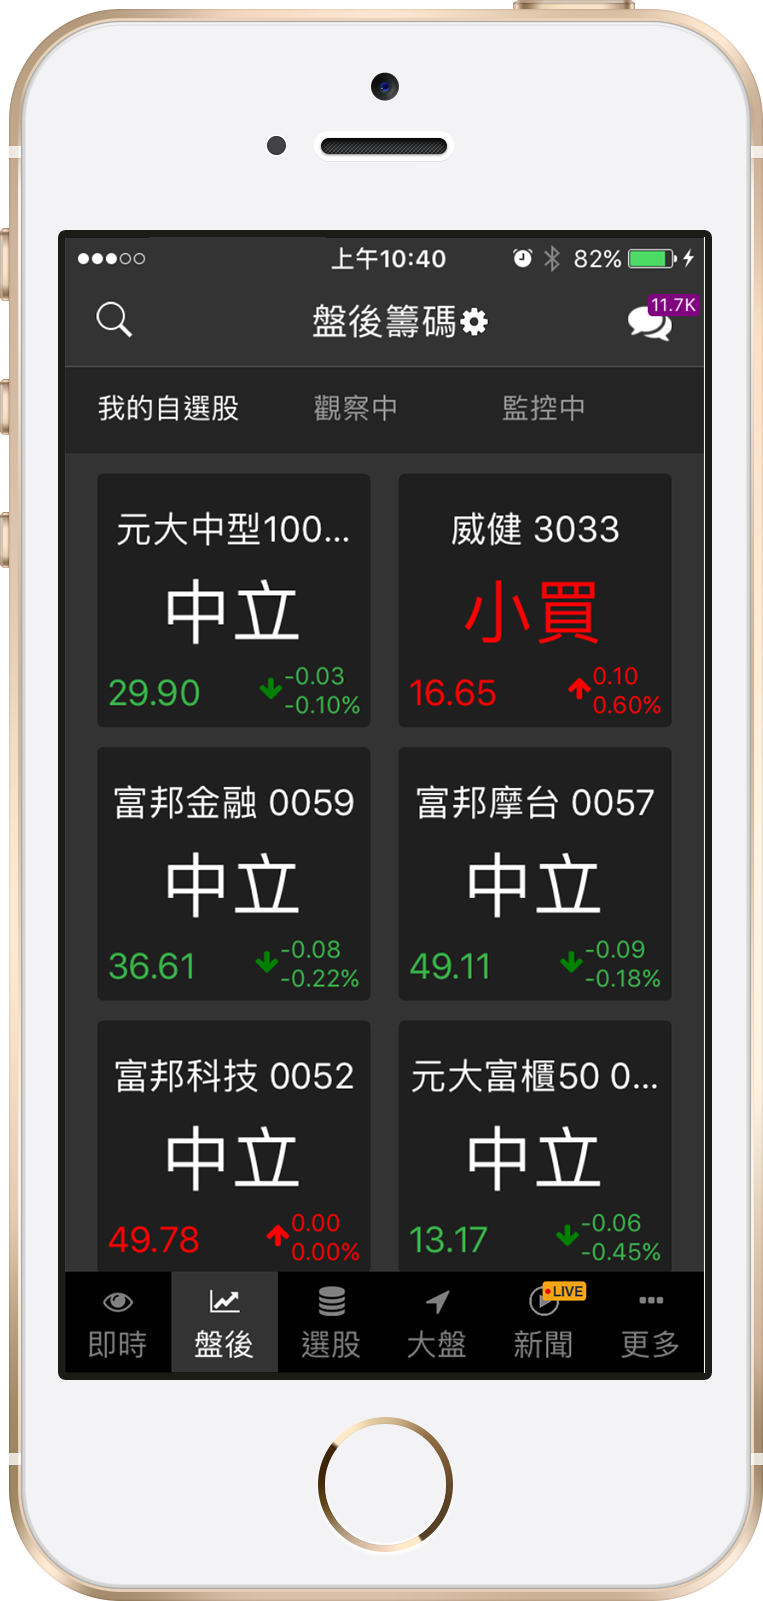 上午10:40
82%
盤後籌碼
11.7K
我的自選股 觀察中 監控中
元大中型100...
中立
29.90
-0.03
-0.10%
威健 3033
小買
16.65
0.10
0.60%
富邦金融 0059
中立
36.61
-0.08
-0.22%
富邦摩台 0057
中立
49.11
-0.09
-0.18%
富邦科技 0052
中立
49.78
0.00
0.00%
元大富櫃50 0...
中立
13.17
-0.06
-0.45%
LIVE
即時 盤後 選股 大盤 新聞 更多